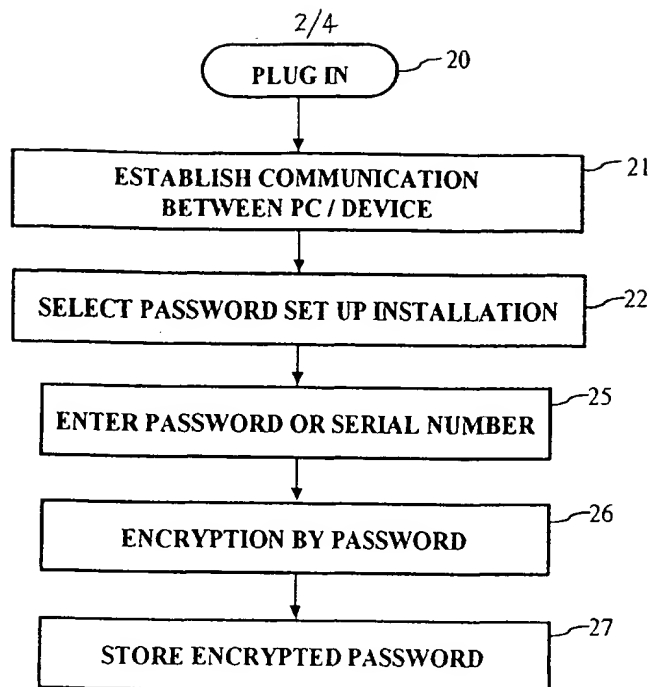 2/4
PLUG IN
20
ESTABLISH COMMUNICATION
BETWEEN PC / DEVICE
21
SELECT PASSWORD SET UP INSTALLATION
22
ENTER PASSWORD OR SERIAL NUMBER
25
ENCRYPTION BY PASSWORD
26
STORE ENCRYPTED PASSWORD
27